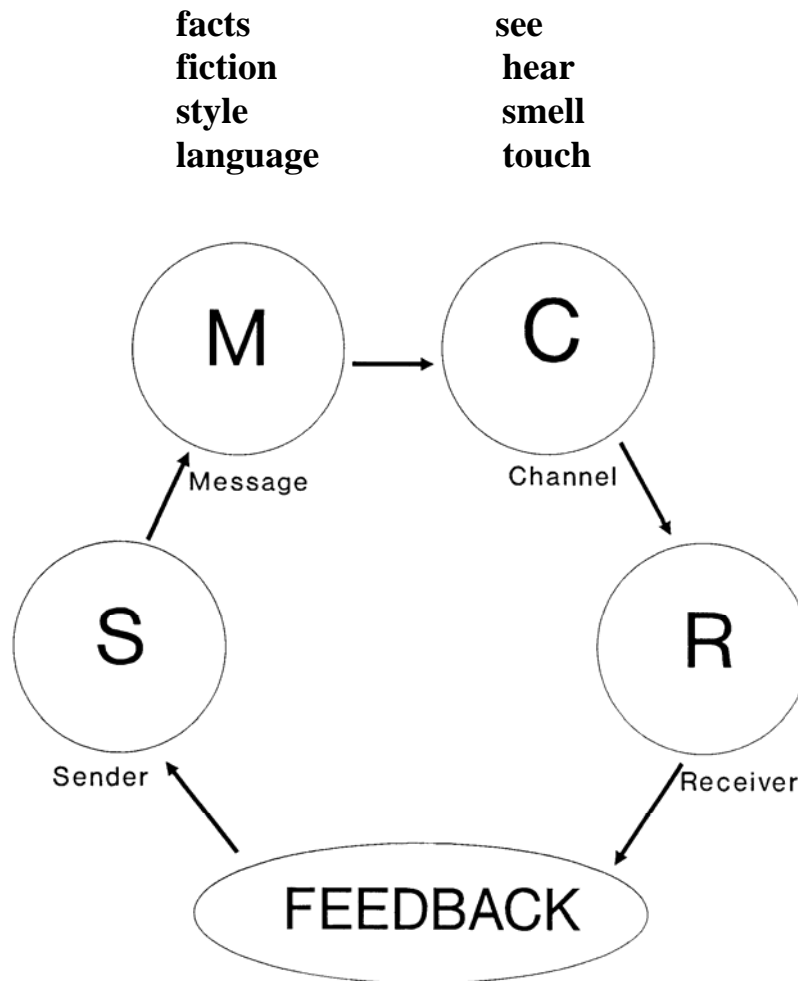 facts see
fiction hear
style smell
language touch
M C
Message Channel
S R
Sender Receiver
FEEDBACK